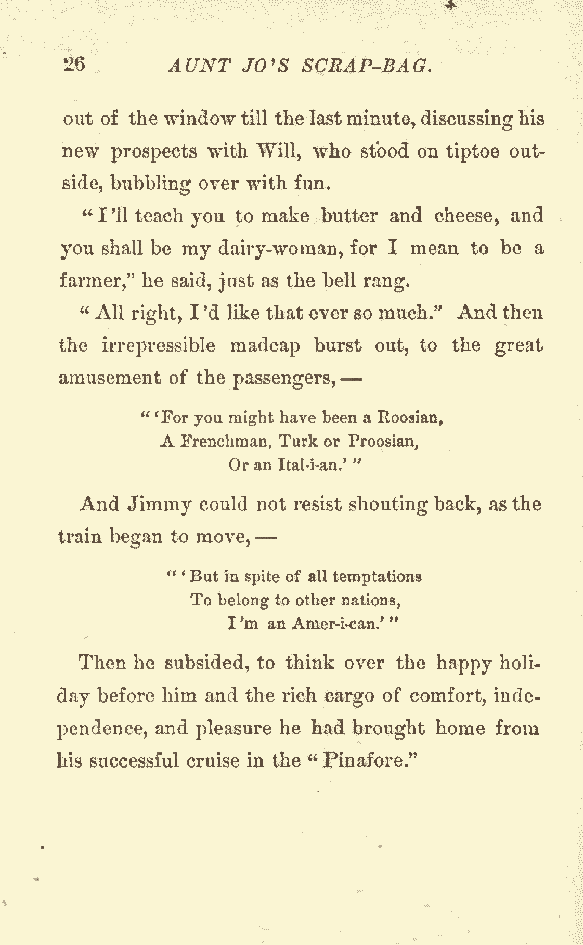 26 AUNT JO'S SCRAP-BAG.
out of the window till the last minute, discussing his
new prospects with Will, who stood on tiptoe out-
side, bubbling over with fun.
"I'll teach you to make butter and cheese, and
you shall be my dairy-woman, for I mean to be a
farmer," he said, just as the bell rang.
"All right, I'd like that ever so much." And then
the irrepressible madcap burst out, to the great
amusement of the passengers,—
"'For you might have been a Roosian,
A Frenchman, Turk or Proosian,
Or an Ital-i-an.'"
And Jimmy could not resist shouting back, as the
train began to move,—
"'But in spite of all temptations
To belong to other nations,
I'm an Amer-i-can.'"
Then he subsided, to think over the happy holi-
day before him and the rich cargo of comfort, inde-
pendence, and pleasure he had brought home from
his successful cruise in the "Pinafore."